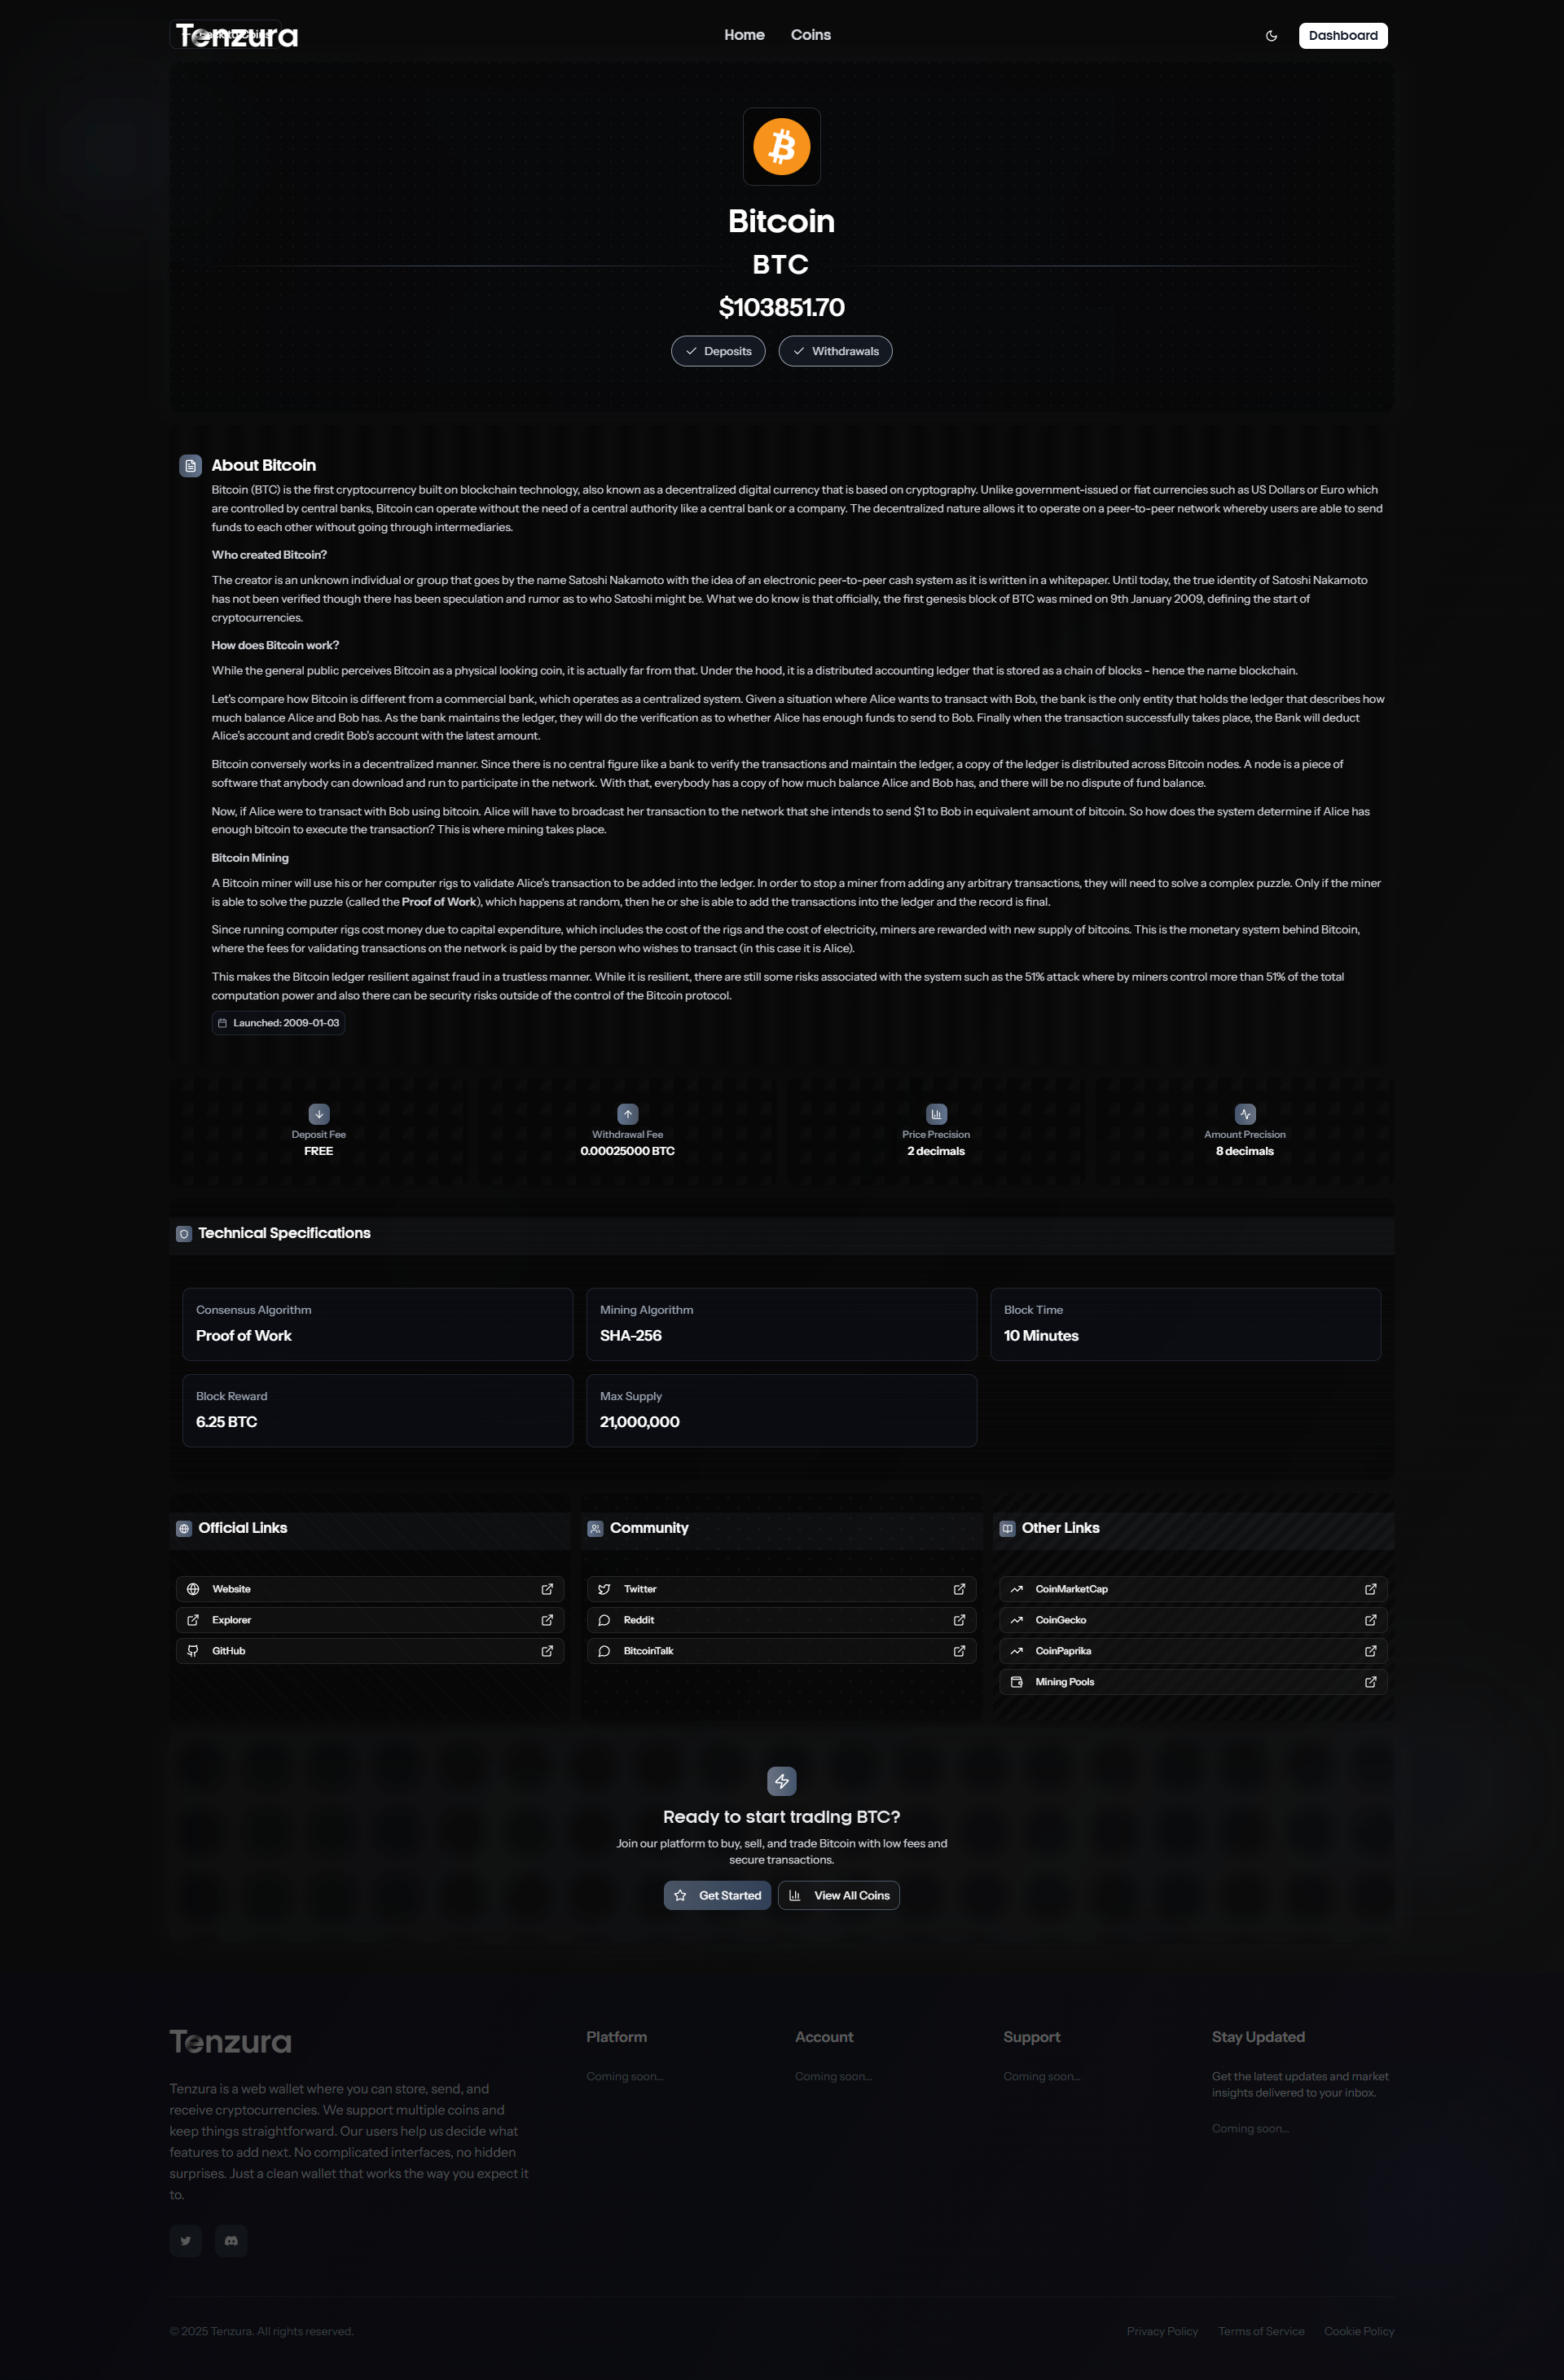 Tenzura
Home
Coins
Dashboard
Bitcoin
BTC
$103851.70
Deposits
Withdrawals
About Bitcoin
Bitcoin (BTC) is the first cryptocurrency built on blockchain technology, also known as a decentralized digital currency that is based on cryptography. Unlike government-issued or fiat currencies such as US Dollars or Euro which
are controlled by central banks, Bitcoin can operate without the need of a central authority like a central bank or a company. The decentralized nature allows it to operate on a peer-to-peer network whereby users are able to send
funds to each other without going through intermediaries.
Who created Bitcoin?
The creator is an unknown individual or group that goes by the name Satoshi Nakamoto with the idea of an electronic peer-to-peer cash system as it is written in a whitepaper. Until today, the true identity of Satoshi Nakamoto
has not been verified though there has been speculation and rumor as to who Satoshi might be. What we do know is that officially, the first genesis block of BTC was mined on 9th January 2009, defining the start of
cryptocurrencies.
How does Bitcoin work?
While the general public perceives Bitcoin as a physical looking coin, it is actually far from that. Under the hood, it is a distributed accounting ledger that is stored as a chain of blocks - hence the name blockchain.
Let's compare how Bitcoin is different from a commercial bank, which operates as a centralized system. Given a situation where Alice wants to transact with Bob, the bank is the only entity that holds the ledger that describes how
much balance Alice and Bob has. As the bank maintains the ledger, they will do the verification as to whether Alice has enough funds to send to Bob. Finally when the transaction successfully takes place, the Bank will deduct
Alice's account and credit Bob's account with the latest amount.
Bitcoin conversely works in a decentralized manner. Since there is no central figure like a bank to verify the transactions and maintain the ledger, a copy of the ledger is distributed across Bitcoin nodes. A node is a piece of
software that anybody can download and run to participate in the network. With that, everybody has a copy of how much balance Alice and Bob has, and there will be no dispute of fund balance.
Now, if Alice were to transact with Bob using bitcoin. Alice will have to broadcast her transaction to the network that she intends to send $1 to Bob in equivalent amount of bitcoin. So how does the system determine if Alice has
enough bitcoin to execute the transaction? This is where mining takes place.
Bitcoin Mining
A Bitcoin miner will use his or her computer rigs to validate Alice's transaction to be added into the ledger. In order to stop a miner from adding any arbitrary transactions, they will need to solve a complex puzzle. Only if the miner
is able to solve the puzzle (called the Proof of Work), which happens at random, then he or she is able to add the transactions into the ledger and the record is final.
Since running computer rigs cost money due to capital expenditure, which includes the cost of the rigs and the cost of electricity, miners are rewarded with new supply of bitcoins. This is the monetary system behind Bitcoin,
where the fees for validating transactions on the network is paid by the person who wishes to transact (in this case it is Alice).
This makes the Bitcoin ledger resilient against fraud in a trustless manner. While it is resilient, there are still some risks associated with the system such as the 51% attack where by miners control more than 51% of the total
computation power and also there can be security risks outside of the control of the Bitcoin protocol.
Launched: 2009-01-03
Deposit Fee
FREE
Withdrawal Fee
0.00025000 BTC
Price Precision
2 decimals
Amount Precision
8 decimals
Technical Specifications
Consensus Algorithm
Proof of Work
Mining Algorithm
SHA-256
Block Time
10 Minutes
Block Reward
6.25 BTC
Max Supply
21,000,000
Official Links
Website
Explorer
GitHub
Community
Twitter
Reddit
BitcoinTalk
Other Links
CoinMarketCap
CoinGecko
CoinPaprika
Mining Pools
Ready to start trading BTC?
Join our platform to buy, sell, and trade Bitcoin with low fees and
secure transactions.
Get Started
View All Coins
Tenzura
Tenzura is a web wallet where you can store, send, and
receive cryptocurrencies. We support multiple coins and
keep things straightforward. Our users help us decide what
features to add next. No complicated interfaces, no hidden
surprises. Just a clean wallet that works the way you expect it
to.
Platform
Coming soon...
Account
Coming soon...
Support
Coming soon...
Stay Updated
Get the latest updates and market
insights delivered to your inbox.
Coming soon...
© 2025 Tenzura. All rights reserved.
Privacy Policy
Terms of Service
Cookie Policy